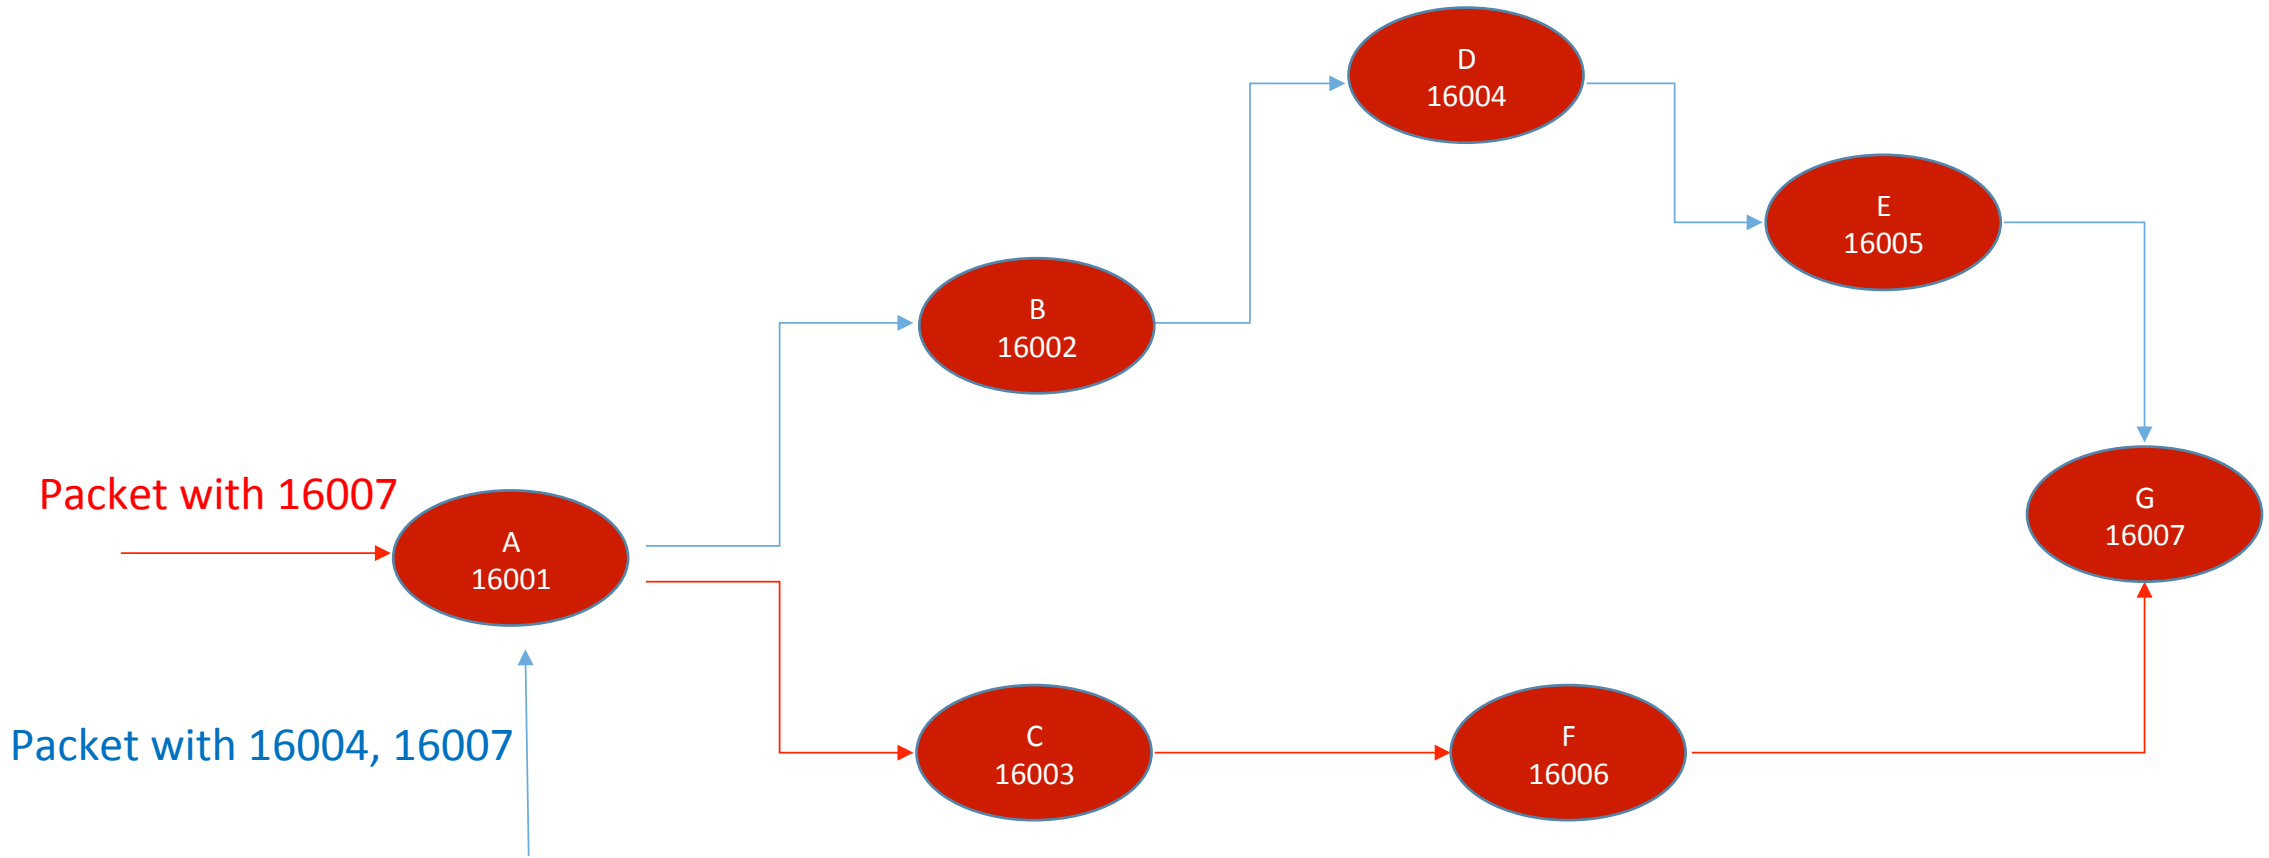 D
16004
E
16005
B
16002
Packet with 16007
A
16001
G
16007
Packet with 16004, 16007
C
16003
F
16006